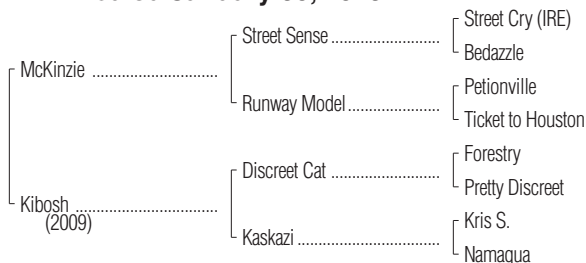 Street Cry (IRE)
Street Sense
Bedazzle
McKinzie
Petionville
Runway Model
Ticket to Houston
Forestry
Discreet Cat
Pretty Discreet
Kibosh
(2009)
Kris S.
Kaskazi
Namaqua